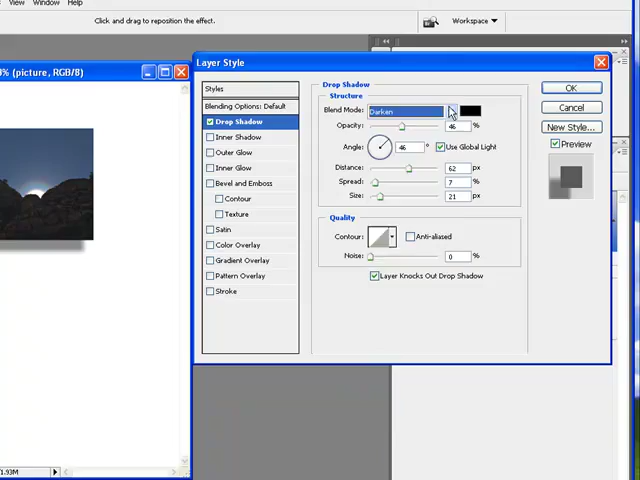 View Window Help
Click and drag to reposition the effect.
Workspace
% (picture, RGB/8)
Layer Style
Styles
Blending Options: Default
Drop Shadow
Inner Shadow
Outer Glow
Inner Glow
Bevel and Emboss
Contour
Texture
Satin
Color Overlay
Gradient Overlay
Pattern Overlay
Stroke
Drop Shadow
Structure
Blend Mode: Darken
Opacity: 46 %
Angle: 46 ° Use Global Light
Distance: 62 px
Spread: 7 %
Size: 21 px
Quality
Contour: Anti-aliased
Noise: 0 %
Layer Knocks Out Drop Shadow
OK
Cancel
New Style...
Preview
1.93M